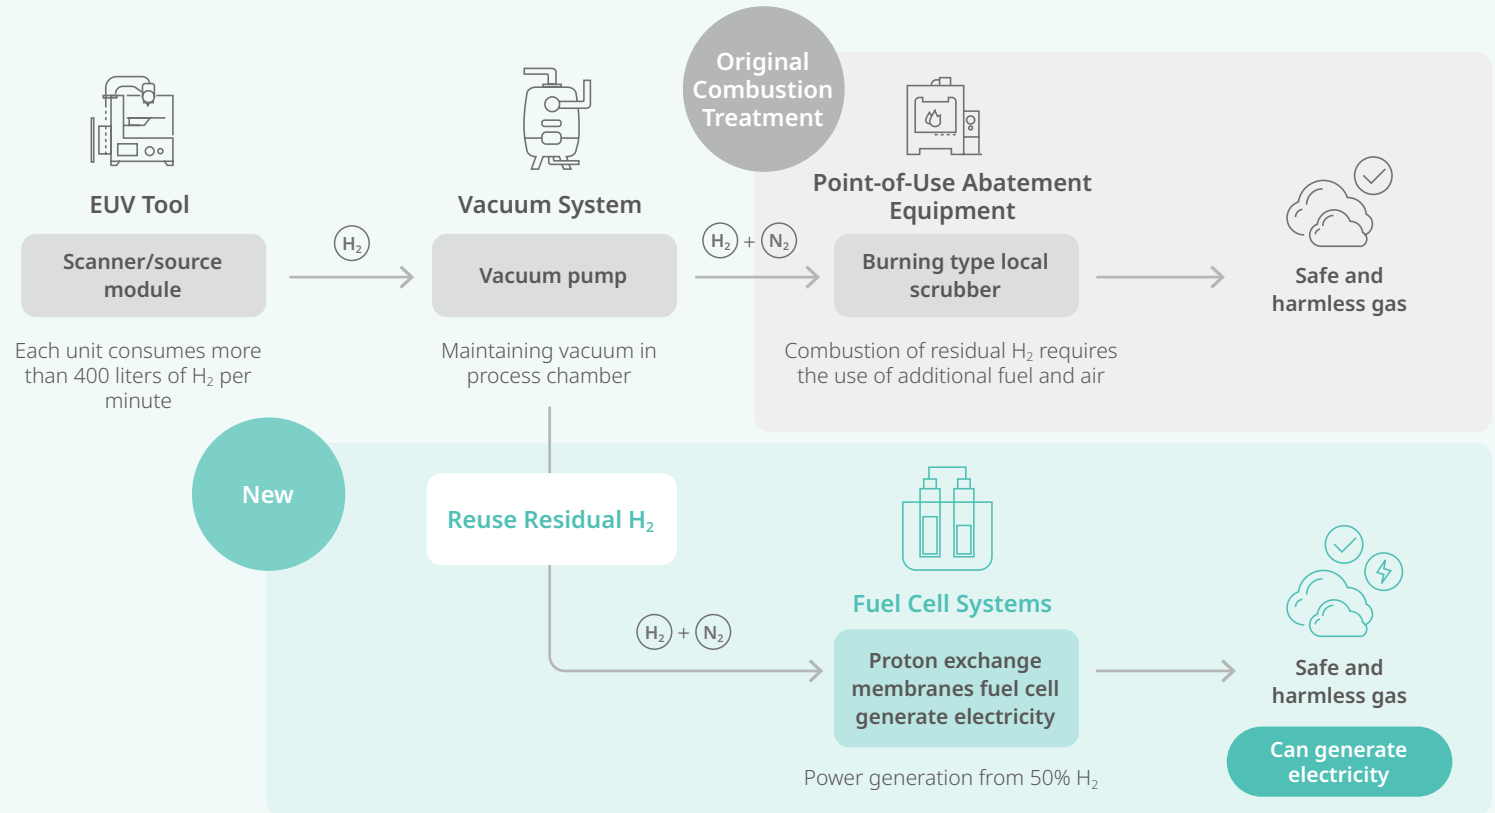 Original
Combustion
Treatment
EUV Tool
Scanner/source
module
Each unit consumes more
than 400 liters of H₂ per
minute
H₂
Vacuum System
Vacuum pump
Maintaining vacuum in
process chamber
H₂ + N₂
Point-of-Use Abatement
Equipment
Burning type local
scrubber
Combustion of residual H₂ requires
the use of additional fuel and air
Safe and
harmless gas
New
Reuse Residual H₂
H₂ + N₂
Fuel Cell Systems
Proton exchange
membranes fuel cell
generate electricity
Power generation from 50% H₂
Safe and
harmless gas
Can generate
electricity